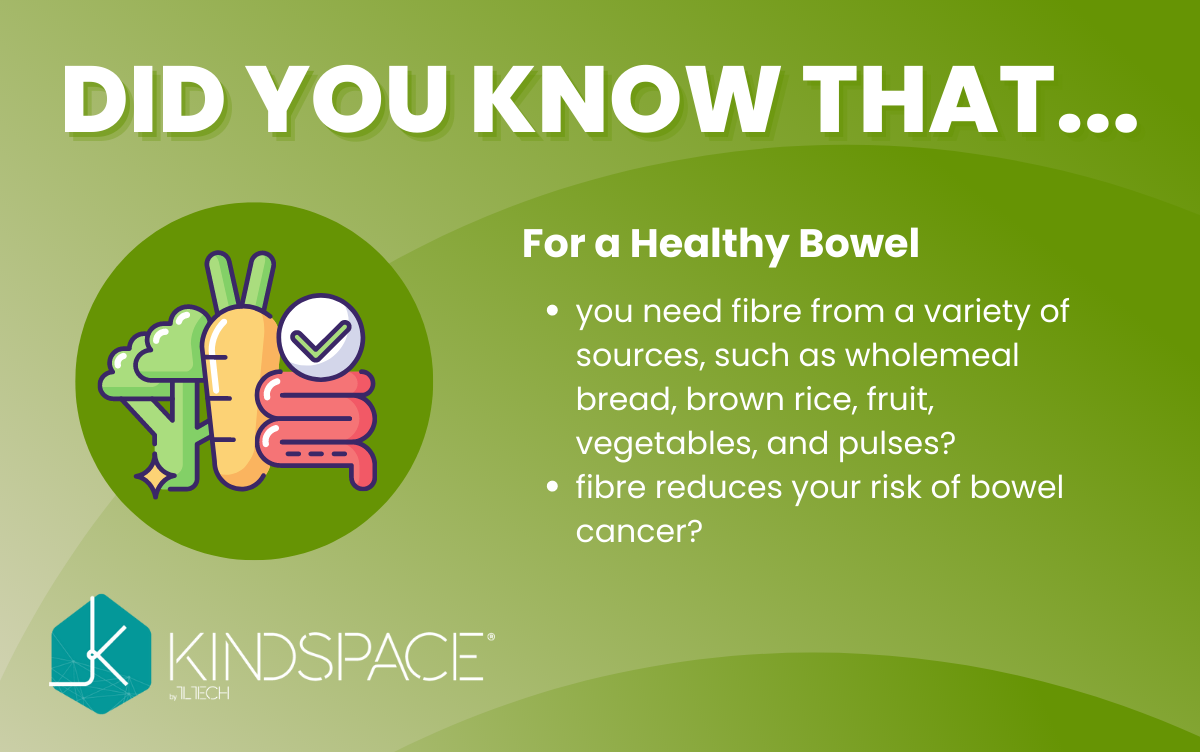 DID YOU KNOW THAT...
For a Healthy Bowel
• you need fibre from a variety of
sources, such as wholemeal
bread, brown rice, fruit,
vegetables, and pulses?
• fibre reduces your risk of bowel
cancer?
KINDSPACE®
by TLTECH